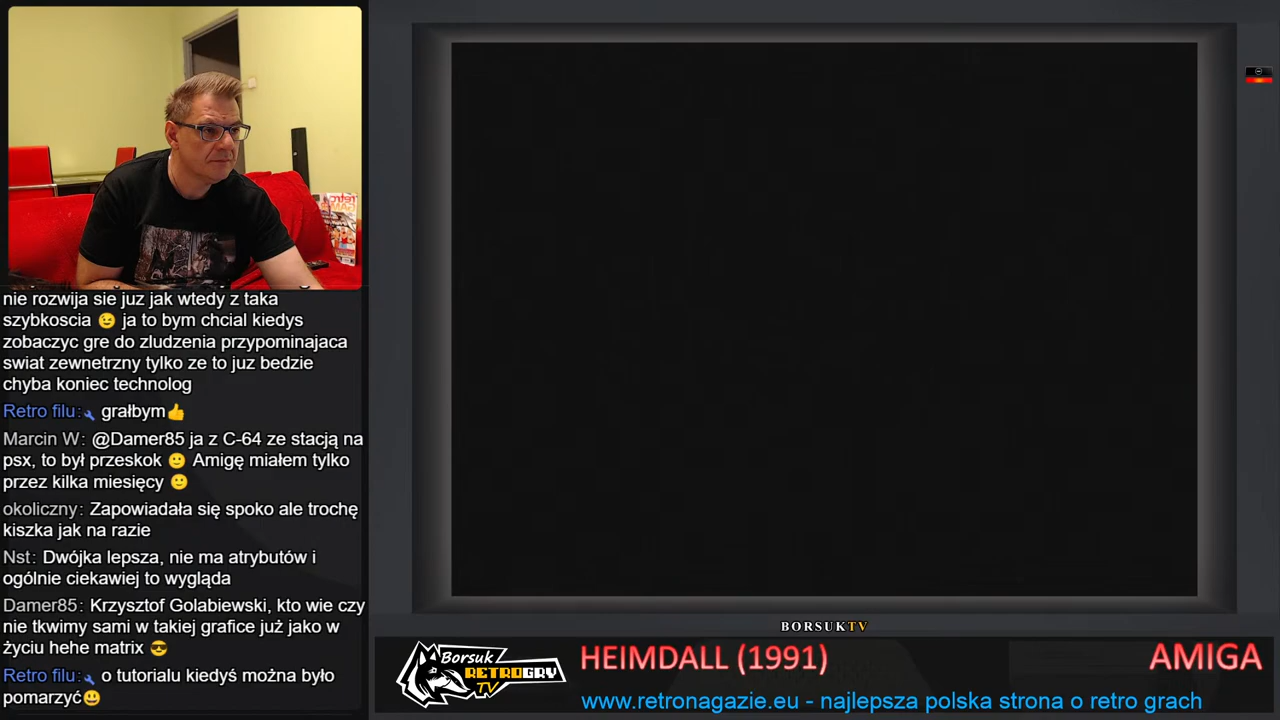 retro
nie rozwija sie juz jak wtedy z taka
szybkoscia 😉 ja to bym chcial kiedys
zobaczyc gre do zludzenia przypominajaca
swiat zewnetrzny tylko ze to juz bedzie
chyba koniec technolog
Retro filu: grałbym👍
Marcin W: @Damer85 ja z C-64 ze stacją na
psx, to był przeskok 🙂 Amigę miałem tylko
przez kilka miesięcy 🙂
okoliczny: Zapowiadała się spoko ale trochę
kiszka jak na razie
Nst: Dwójka lepsza, nie ma atrybutów i
ogólnie ciekawiej to wygląda
Damer85: Krzysztof Golabiewski, kto wie czy
nie tkwimy sami w takiej grafice już jako w
życiu hehe matrix 😎
Retro filu: o tutorialu kiedyś można było
pomarzyć😃
BORSUKTV
Borsuk
RETROGRY
TV
HEIMDALL (1991)
AMIGA
www.retronagazie.eu - najlepsza polska strona o retro grach